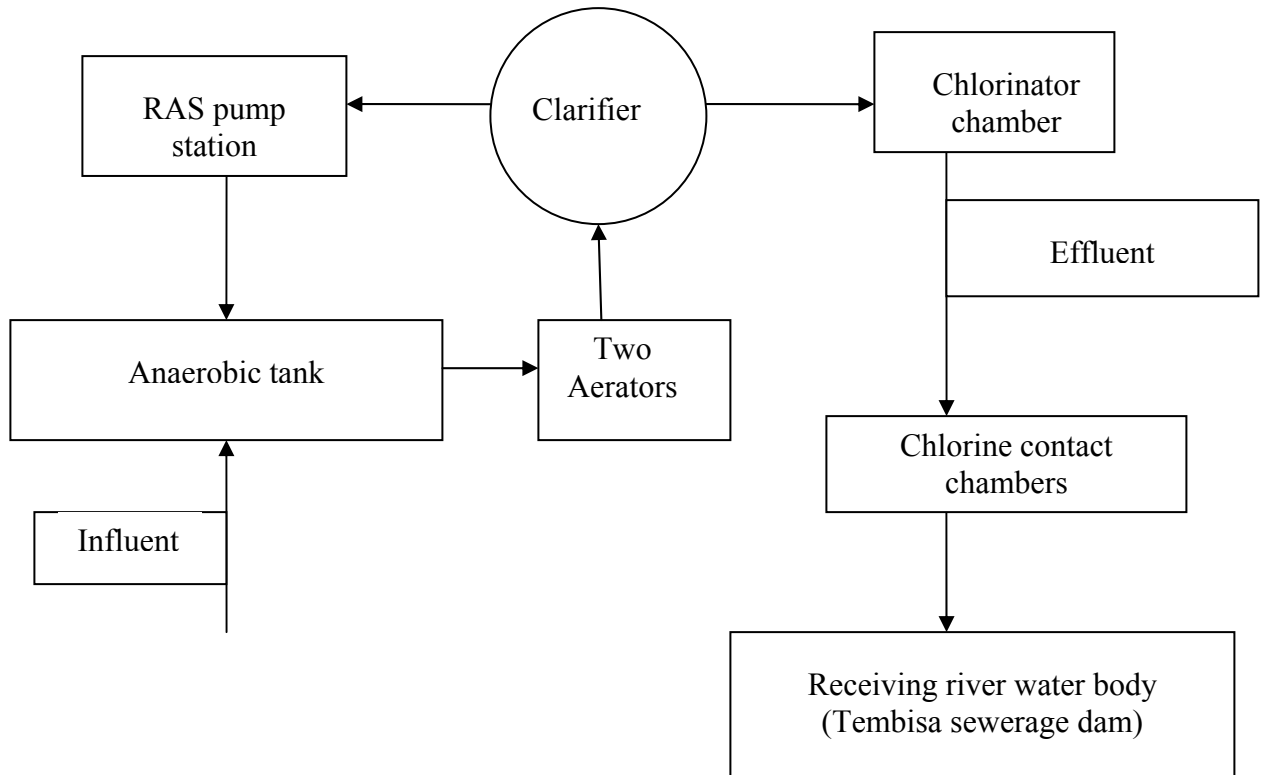 RAS pump
station
Clarifier
Chlorinator
chamber
Effluent
Anaerobic tank
Two
Aerators
Chlorine contact
chambers
Influent
Receiving river water body
(Tembisa sewerage dam)